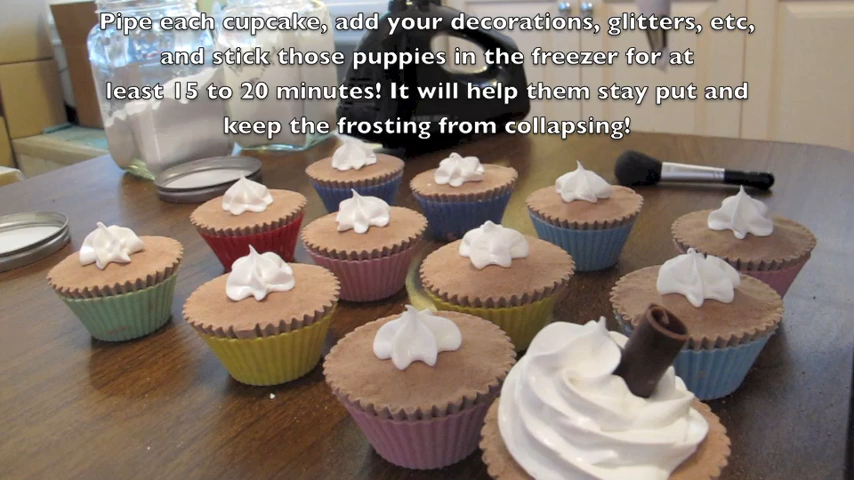 Pipe each cupcake, add your decorations, glitters, etc,
and stick those puppies in the freezer for at
least 15 to 20 minutes! It will help them stay put and
keep the frosting from collapsing!